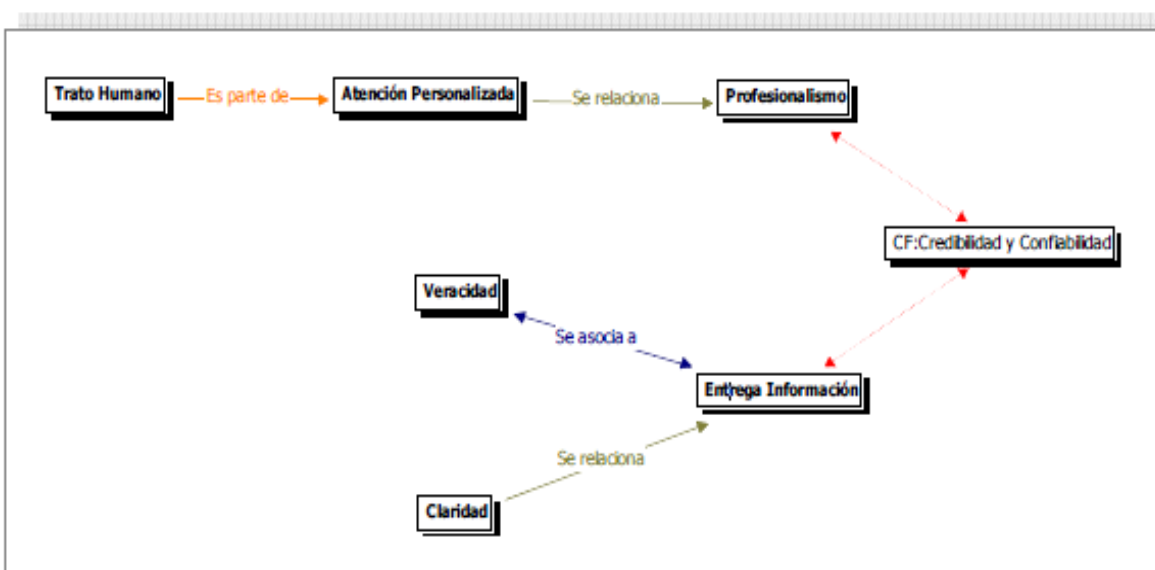 Trato Humano
Es parte de
Atención Personalizada
Se relaciona
Profesionalismo
CF:Credibilidad y Confiabilidad
Veracidad
Se asocia a
Entrega Información
Se relaciona
Claridad